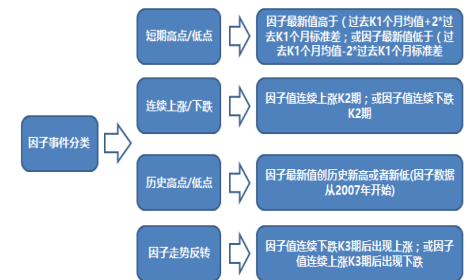 因子事件分类
短期高点/低点
因子最新值高于（过去K1个月均值+2*过
去K1个月标准差；或因子最新值低于（过
去K1个月均值-2*过去K1个月标准差
连续上涨/下跌
因子值连续上涨K2期；或因子值连续下跌
K2期
历史高点/低点
因子最新值创历史新高或者新低(因子数据
从2007年开始)
因子走势反转
因子值连续下跌K3期后出现上涨；或因子
值连续上涨K3期后出现下跌